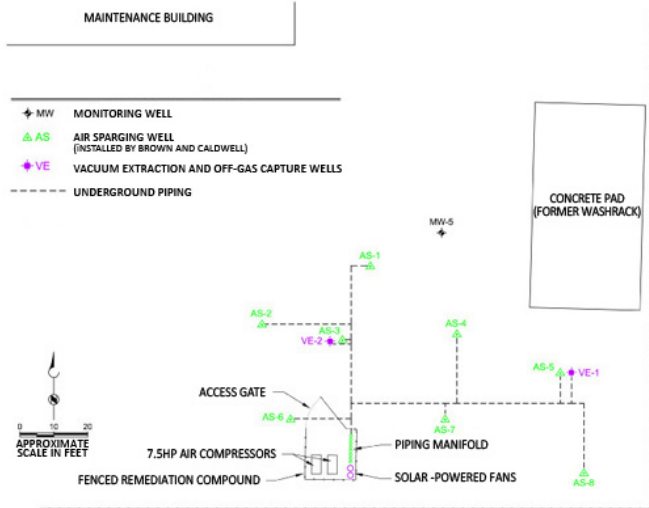 MAINTENANCE BUILDING
MW
MONITORING WELL
AS
AIR SPARGING WELL
(INSTALLED BY BROWN AND CALDWELL)
VE
VACUUM EXTRACTION AND OFF-GAS CAPTURE WELLS
UNDERGROUND PIPING
CONCRETE PAD
(FORMER WASHRACK)
MW-5
AS-1
AS-2
AS-3
VE-2
AS-4
AS-5
VE-1
ACCESS GATE
AS-6
AS-7
0 10 20
APPROXIMATE
SCALE IN FEET
7.5HP AIR COMPRESSORS
PIPING MANIFOLD
FENCED REMEDIATION COMPOUND
SOLAR -POWERED FANS
AS-8